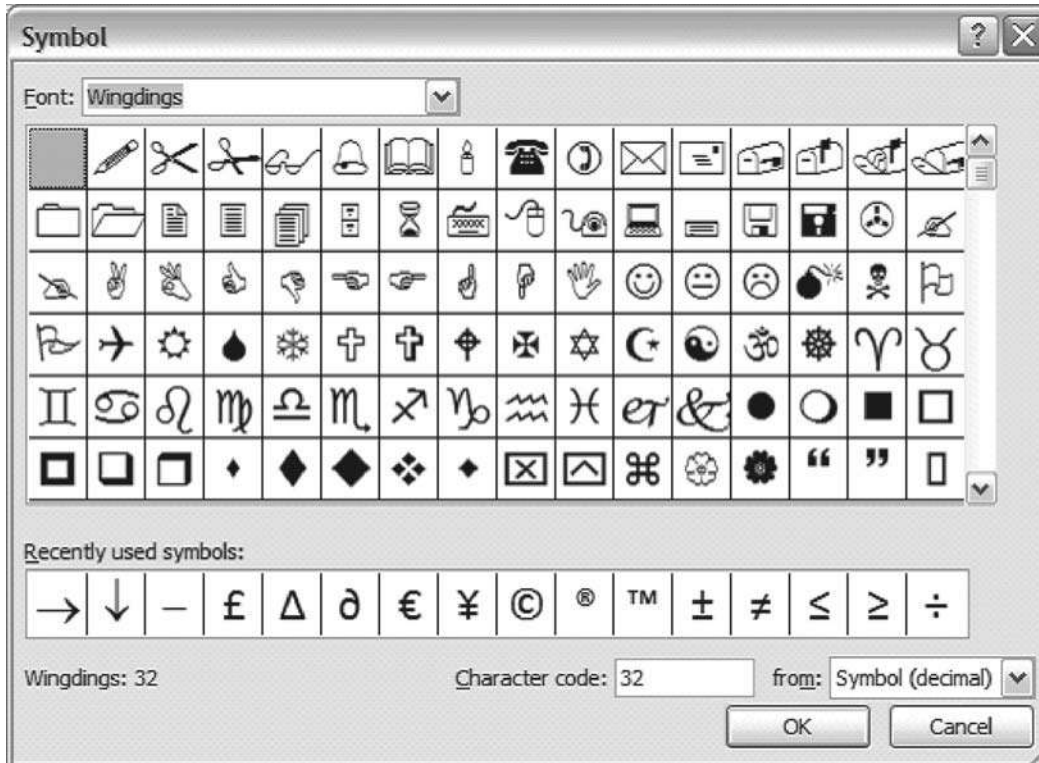 Symbol
Font: Wingdings
Recently used symbols:
→ ↓ – £ Δ ∂ € ¥ © ® ™ ± ≠ ≤ ≥ ÷
Wingdings: 32 Character code: 32 from: Symbol (decimal)
OK Cancel